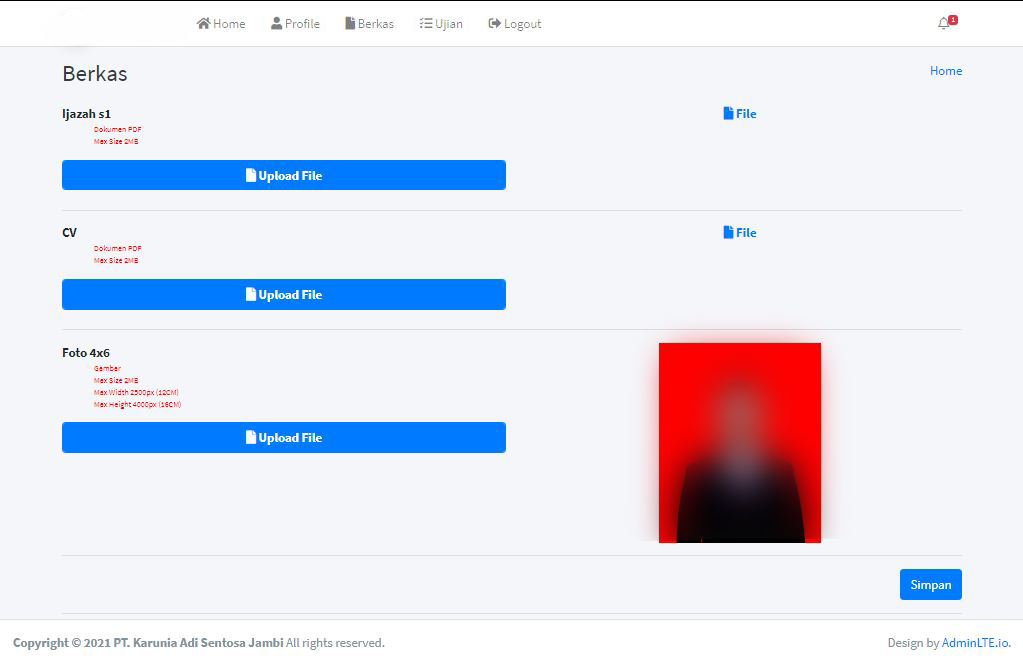 Home Profile Berkas Ujian Logout 1
Berkas Home
Ijazah s1 File
Dokumen PDF
Max Size 2MB
Upload File
CV File
Dokumen PDF
Max Size 2MB
Upload File
Foto 4x6
Gambar
Max Size 2MB
Max Width 2500px (12CM)
Max Height 4000px (16CM)
Upload File
Simpan
Copyright © 2021 PT. Karunia Adi Sentosa Jambi All rights reserved. Design by AdminLTE.io.